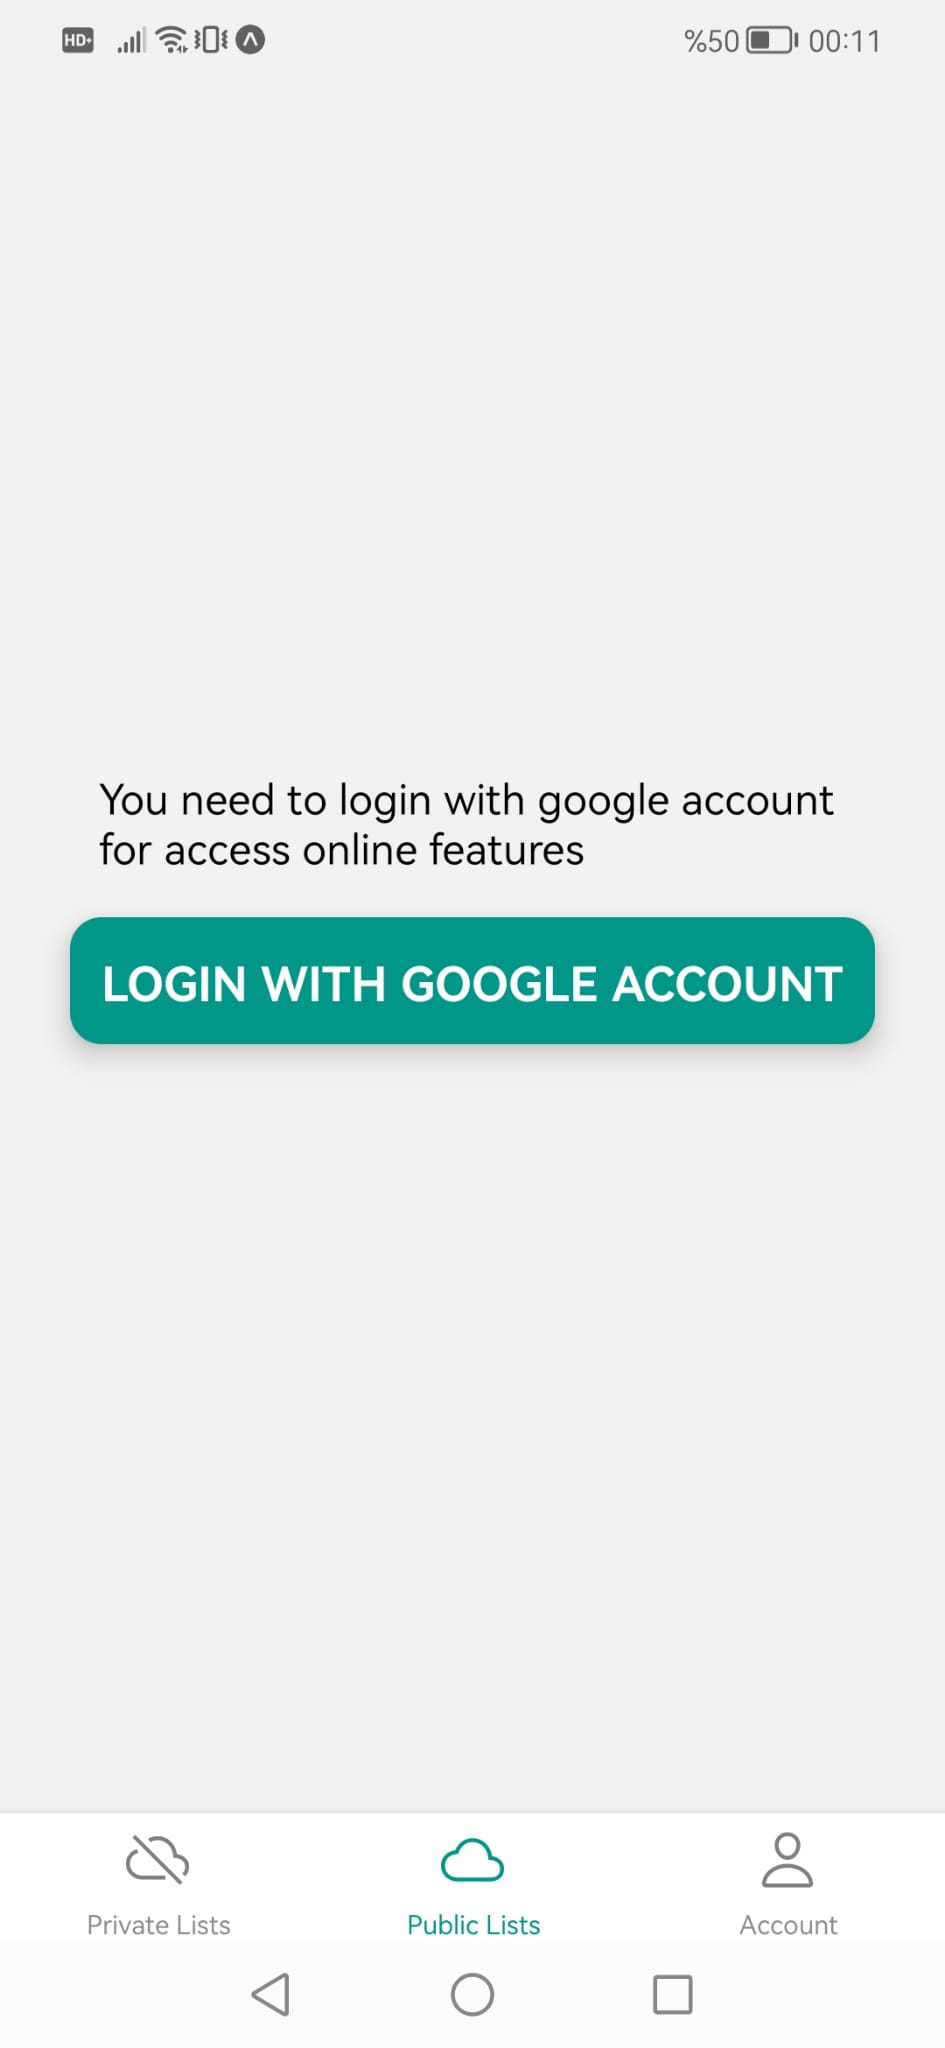 HD+ %50 00:11
You need to login with google account
for access online features
LOGIN WITH GOOGLE ACCOUNT
Private Lists Public Lists Account